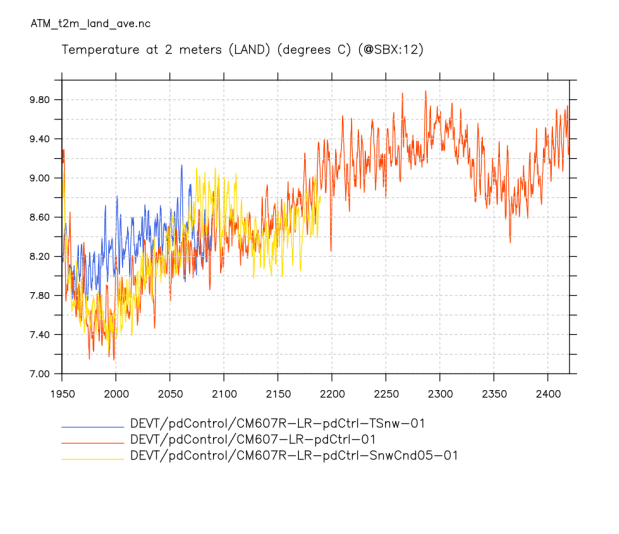 ATM_t2m_land_ave.nc
Temperature at 2 meters (LAND) (degrees C) (@SBX:12)
9.80
9.40
9.00
8.60
8.20
7.80
7.40
7.00
1950 2000 2050 2100 2150 2200 2250 2300 2350 2400
DEVT/pdControl/CM607R-LR-pdCtrl-TSnw-01
DEVT/pdControl/CM607-LR-pdCtrl-01
DEVT/pdControl/CM607R-LR-pdCtrl-SnwCnd05-01